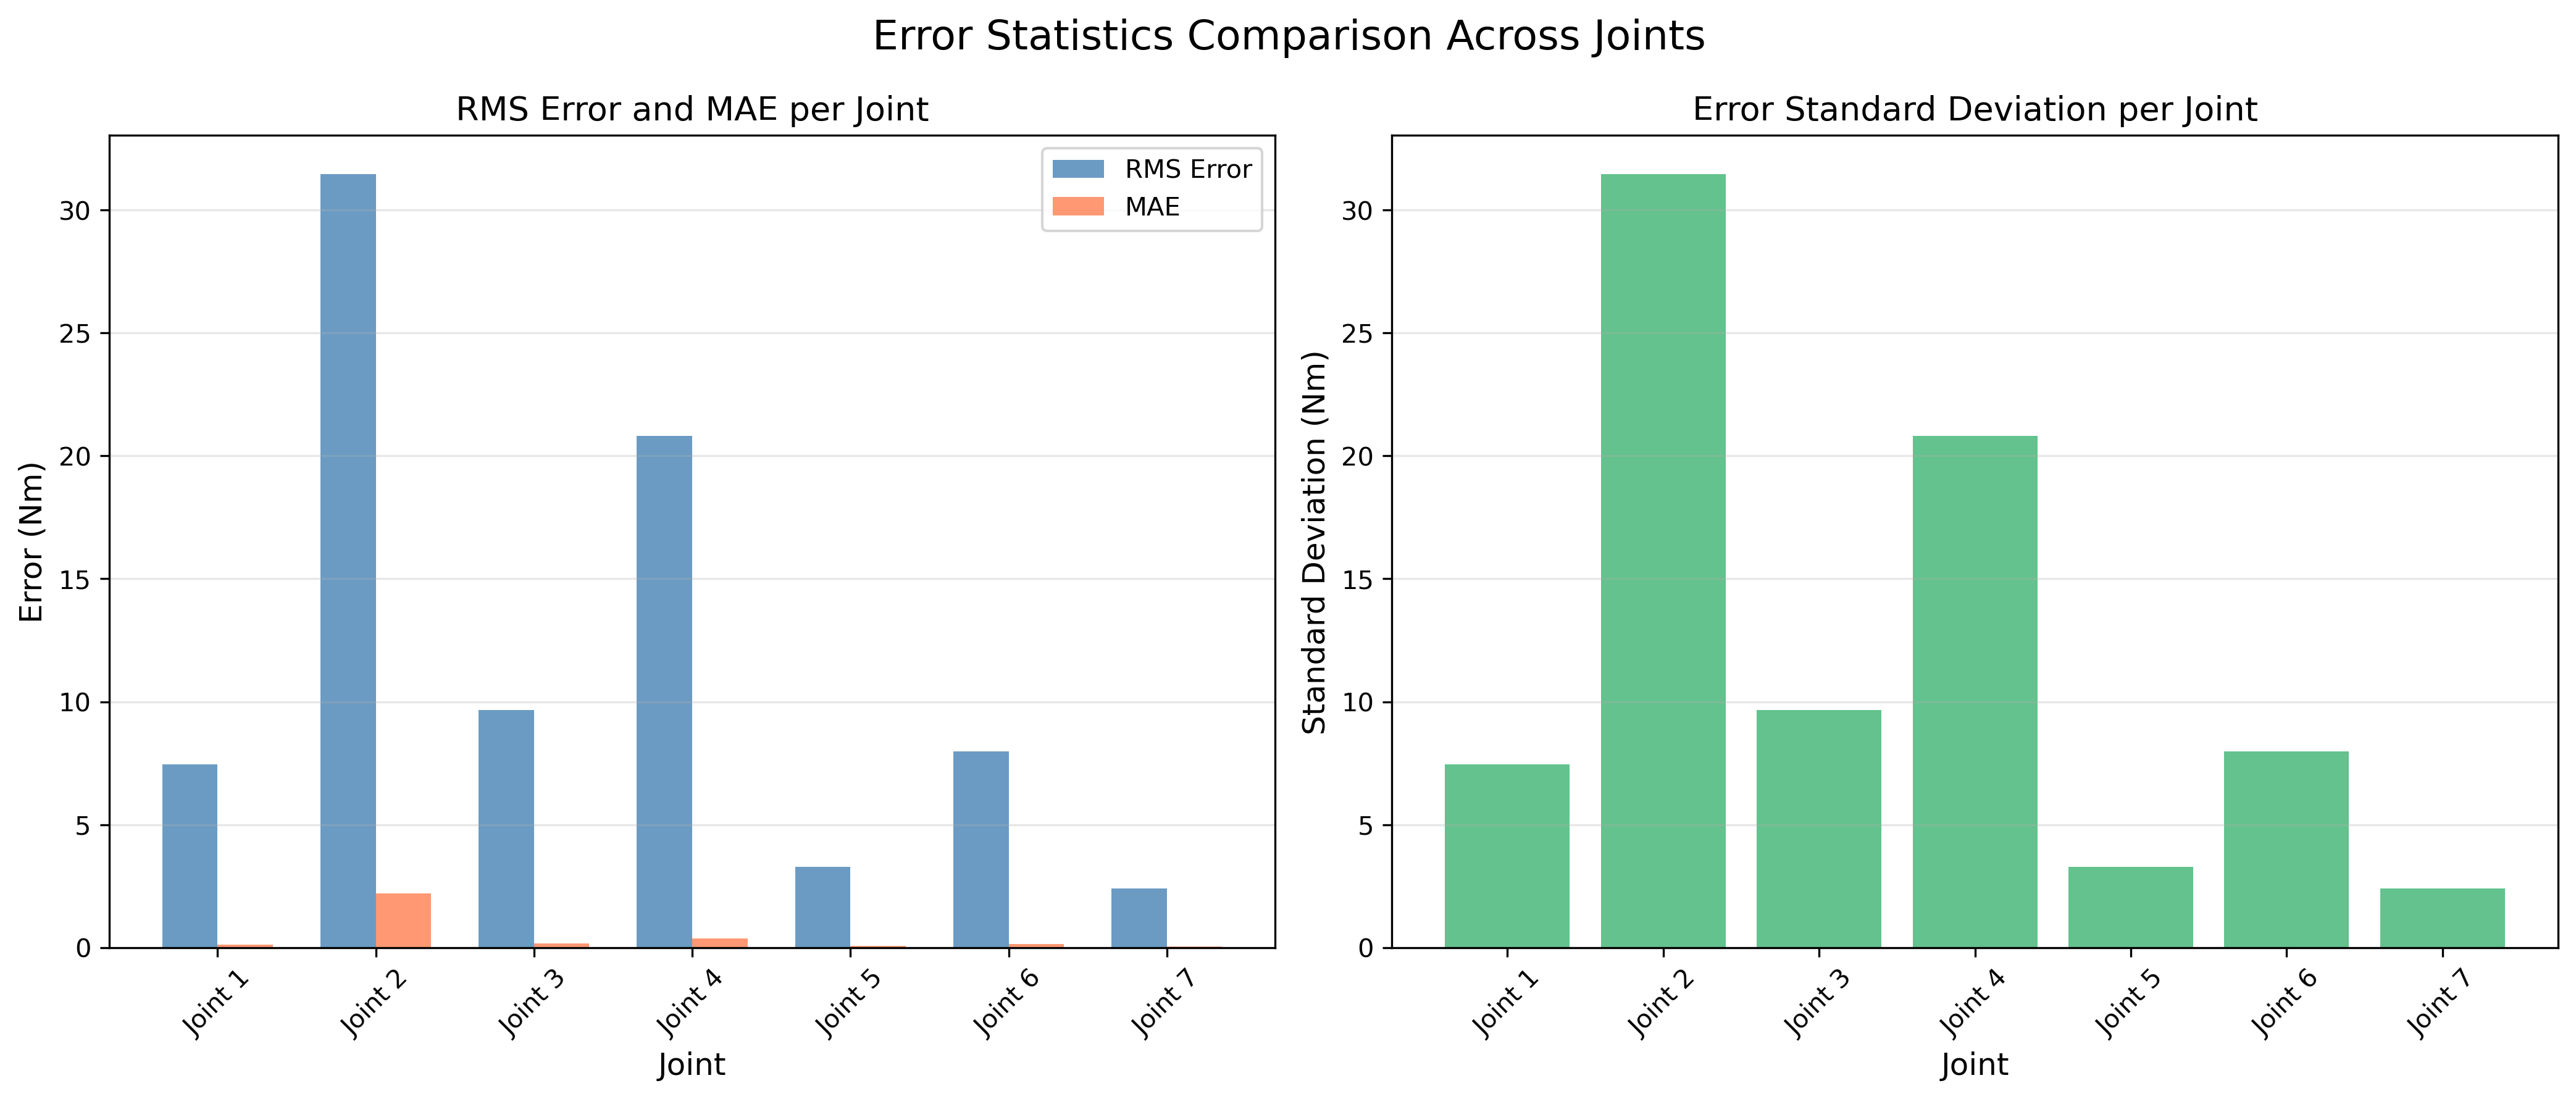 Error Statistics Comparison Across Joints
RMS Error and MAE per Joint
Error (Nm)
30
25
20
15
10
5
0
RMS Error
MAE
Joint 1
Joint 2
Joint 3
Joint 4
Joint 5
Joint 6
Joint 7
Joint
Error Standard Deviation per Joint
Standard Deviation (Nm)
30
25
20
15
10
5
0
Joint 1
Joint 2
Joint 3
Joint 4
Joint 5
Joint 6
Joint 7
Joint